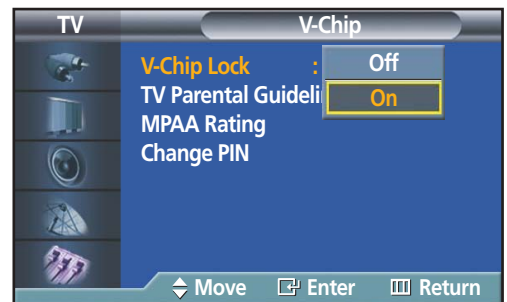 TV V-Chip
V-Chip Lock : Off
TV Parental Guideli On
MPAA Rating
Change PIN
Move Enter Return